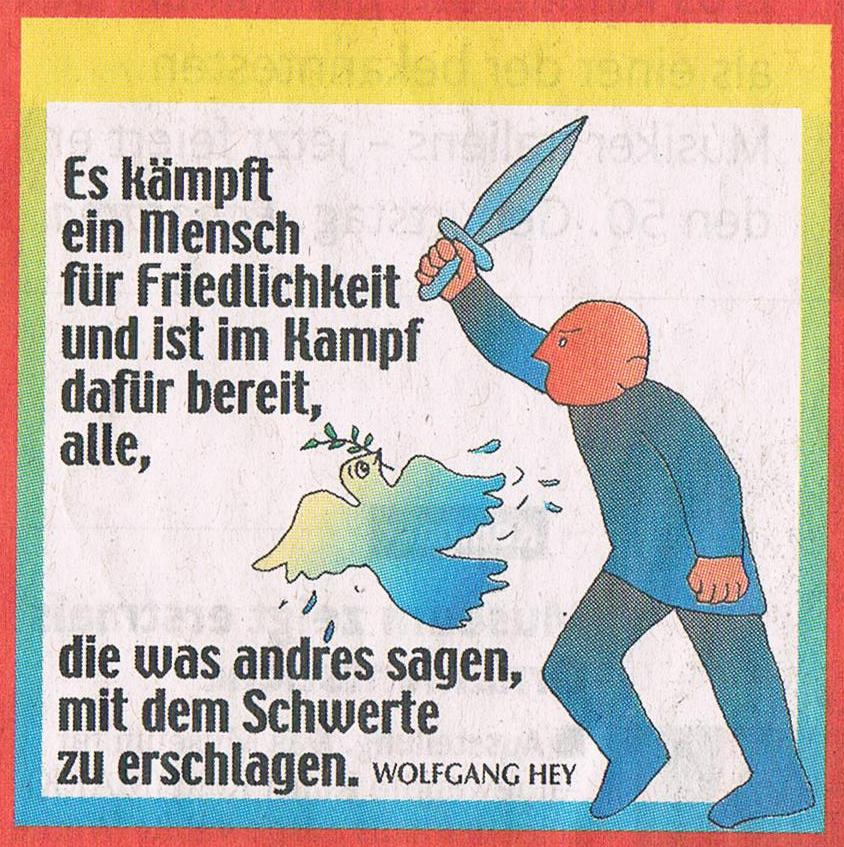 Es kämpft
ein Mensch
für Friedlichkeit
und ist im Kampf
dafür bereit,
alle,
die was andres sagen,
mit dem Schwerte
zu erschlagen. WOLFGANG HEY